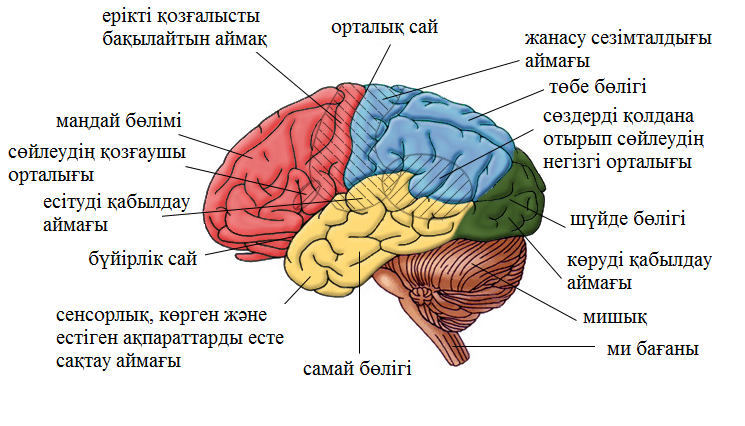 ерікті қозғалысты
бақылайтын аймақ
орталық сай
жанасу сезімталдығы
аймағы
төбе бөлігі
маңдай бөлімі
сөздерді қолдана
отырып сөйлеудің
негізгі орталығы
сөйлеудің қозғаушы
орталығы
есітуді қабылдау
аймағы
шүйде бөлігі
бүйірлік сай
көруді қабылдау
аймағы
сенсорлық, көрген және
естіген ақпараттарды есте
сақтау аймағы
мишық
ми бағаны
самай бөлігі